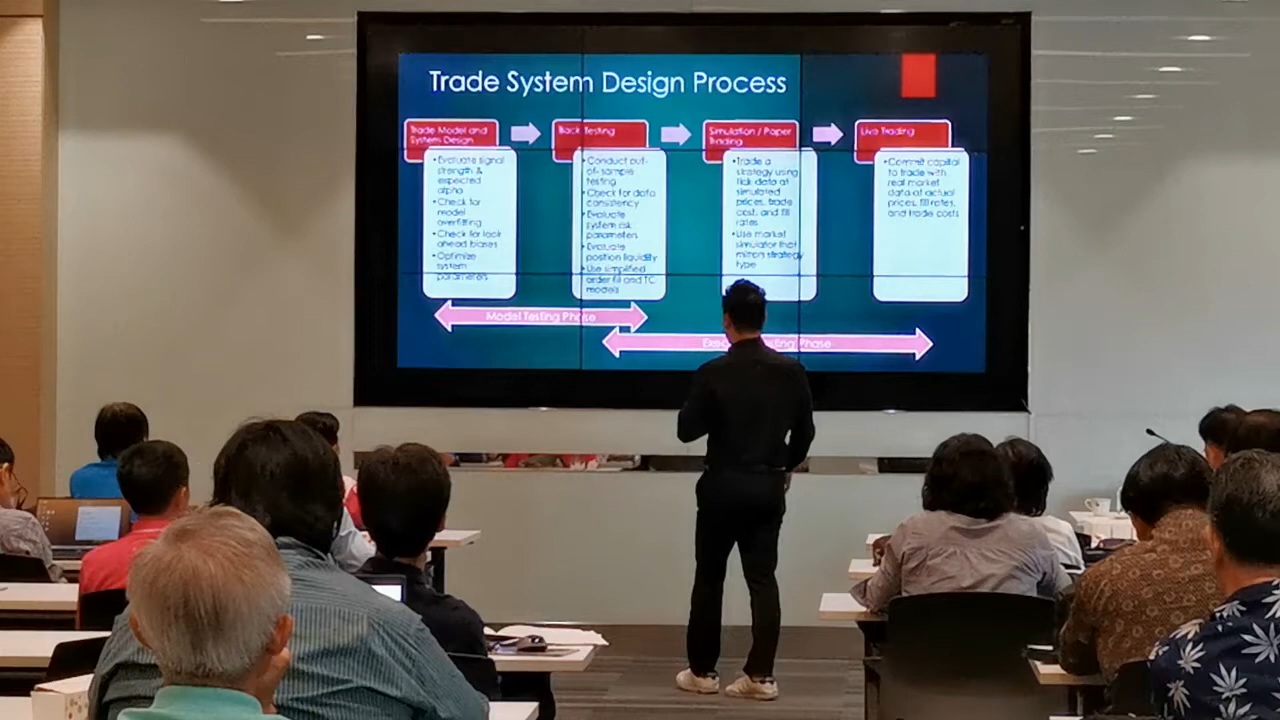 Trade System Design Process
Trade Model and
System Design
• Evaluate signal
strength &
expected
alpha
• Check for
model
overfitting
• Check for look
ahead biases
• Optimize
system
parameters
Back Testing
• Conduct out-
of-sample
testing
• Check for data
consistency
• Evaluate
system risk
parameters
• Evaluate
position liquidity
• Use simplified
order fill and TC
models
Simulation / Paper
Trading
• Trade a
strategy using
tick data at
simulated
prices, trade
cost, and fill
rates
• Use market
simulator that
mirrors strategy
type
Live Trading
• Commit capital
to trade with
real market
data at actual
prices, fill rates,
and trade costs
Model Testing Phase
Phase